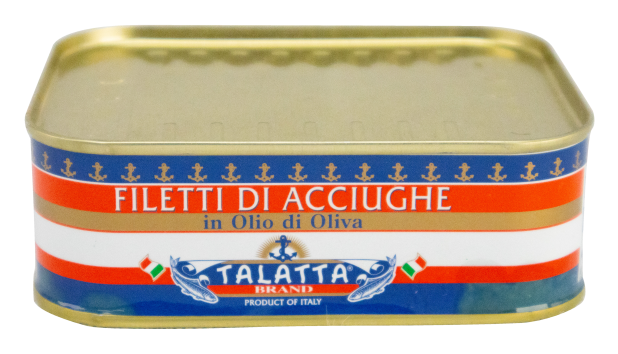 FILETTI DI ACCIUGHE
in Olio di Oliva
TALATTA
BRAND
PRODUCT OF ITALY